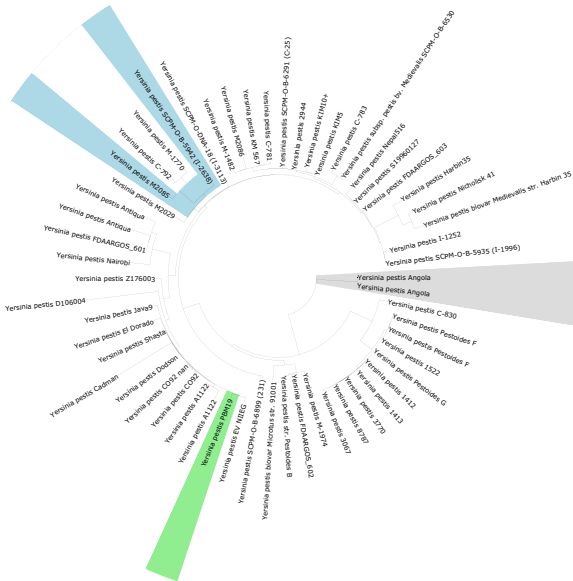 Yersinia pestis SCPM-O-B-5942 (I-2638)
Yersinia pestis SCPM-O-DNA-18 (I-3113)
Yersinia pestis M-1482
Yersinia pestis M2086
Yersinia pestis KM 567
Yersinia pestis C-781
Yersinia pestis SCPM-O-B-6291 (C-25)
Yersinia pestis 2944
Yersinia pestis KIM10+
Yersinia pestis KIM5
Yersinia pestis C-783
Yersinia pestis subsp. pestis bv. Medievalis SCPM-O-B-6530
Yersinia pestis Nepal516
Yersinia pestis S19960127
Yersinia pestis FDAARGOS_603
Yersinia pestis Harbin35
Yersinia pestis Nicholisk 41
Yersinia pestis biovar Medievalis str. Harbin 35
Yersinia pestis I-1252
Yersinia pestis SCPM-O-B-5935 (I-1996)
Yersinia pestis Angola
Yersinia pestis Angola
Yersinia pestis C-830
Yersinia pestis Pestoides F
Yersinia pestis Pestoides F
Yersinia pestis 1522
Yersinia pestis Pestoides G
Yersinia pestis 1412
Yersinia pestis 1413
Yersinia pestis 3770
Yersinia pestis 8787
Yersinia pestis 3067
Yersinia pestis M-1974
Yersinia pestis FDAARGOS_602
Yersinia pestis str. Pestoides B
Yersinia pestis biovar Microtus str. 91001
Yersinia pestis SCPM-O-B-6899 (231)
Yersinia pestis EV NIIEG
Yersinia pestis PBM19
Yersinia pestis A1122
Yersinia pestis A1122
Yersinia pestis CO92
Yersinia pestis CO92 nan
Yersinia pestis Dodson
Yersinia pestis Cadman
Yersinia pestis Shasta
Yersinia pestis El Dorado
Yersinia pestis Java9
Yersinia pestis D106004
Yersinia pestis Z176003
Yersinia pestis Nairobi
Yersinia pestis FDAARGOS_601
Yersinia pestis Antiqua
Yersinia pestis Antiqua
Yersinia pestis M2029
Yersinia pestis M2085
Yersinia pestis C-792
Yersinia pestis M-1770